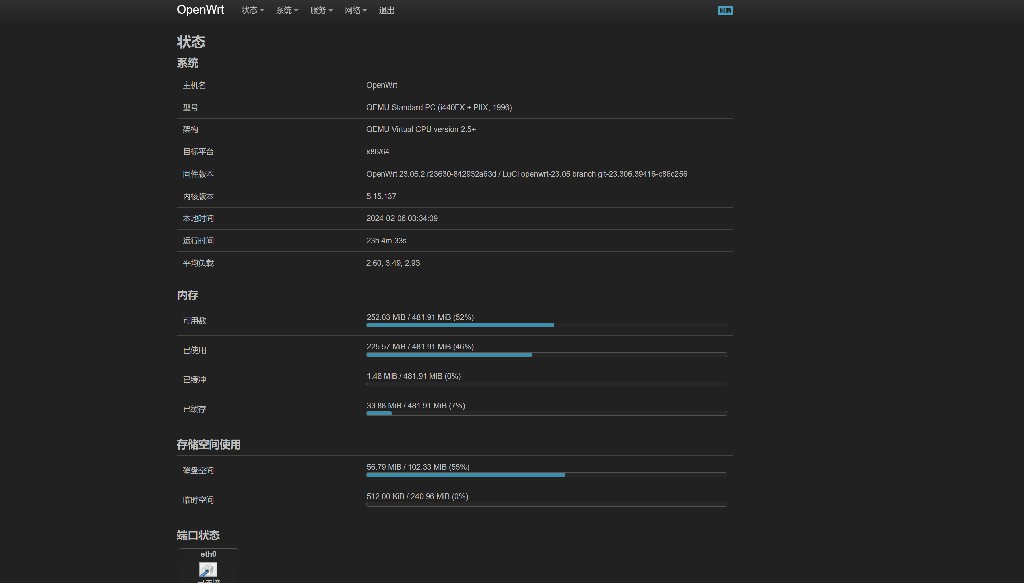 OpenWrt 状态 系统 服务 网络 退出 刷新
状态
系统
主机名 OpenWrt
型号 QEMU Standard PC (i440FX + PIIX, 1996)
架构 QEMU Virtual CPU version 2.5+
目标平台 x86/64
固件版本 OpenWrt 23.05.2 r23630-842932a63d / LuCI openwrt-23.05 branch git-23.306.39416-c86c256
内核版本 5.15.137
本地时间 2024-02-06 03:34:09
运行时间 23h 4m 33s
平均负载 2.60, 3.49, 2.93
内存
可用数 252.03 MiB / 481.91 MiB (52%)
已使用 225.57 MiB / 481.91 MiB (46%)
已缓冲 1.48 MiB / 481.91 MiB (0%)
已缓存 33.88 MiB / 481.91 MiB (7%)
存储空间使用
磁盘空间 56.79 MiB / 102.33 MiB (55%)
临时空间 512.00 KiB / 240.96 MiB (0%)
端口状态
eth0